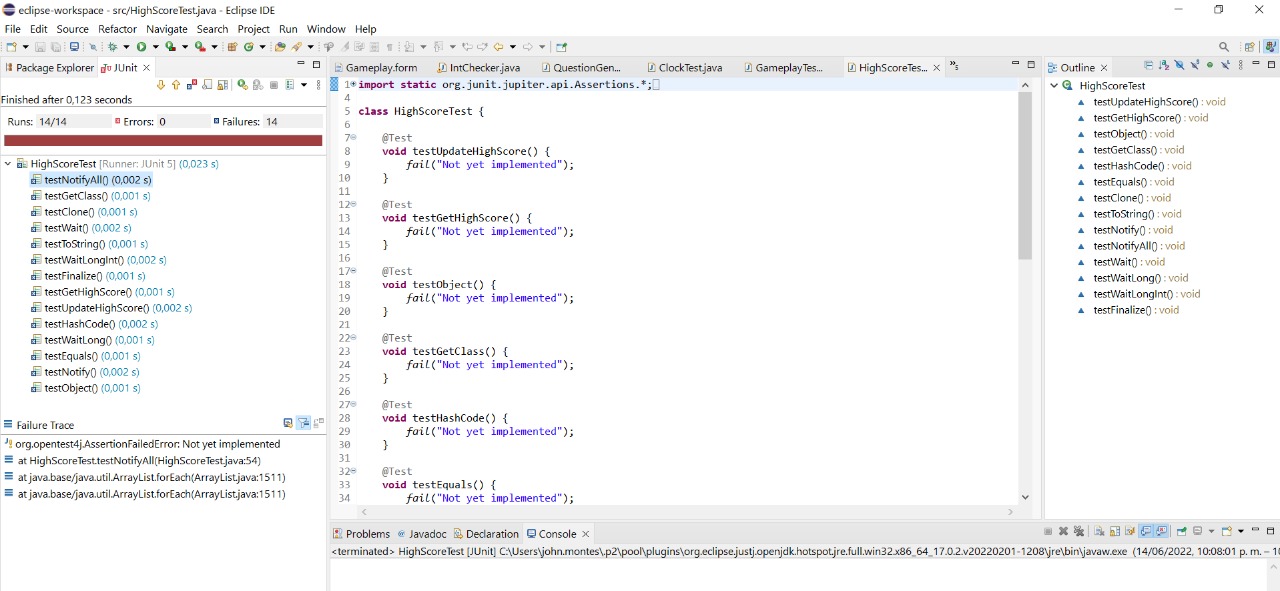 eclipse-workspace - src/HighScoreTest.java - Eclipse IDE
File Edit Source Refactor Navigate Search Project Run Window Help
Package Explorer JUnit
Finished after 0,123 seconds
Runs: 14/14 Errors: 0 Failures: 14
HighScoreTest [Runner: JUnit 5] (0,023 s)
testNotifyAll() (0,002 s)
testGetClass() (0,001 s)
testClone() (0,001 s)
testWait() (0,002 s)
testToString() (0,001 s)
testWaitLongInt() (0,002 s)
testFinalize() (0,001 s)
testGetHighScore() (0,001 s)
testUpdateHighScore() (0,002 s)
testHashCode() (0,002 s)
testWaitLong() (0,001 s)
testEquals() (0,001 s)
testNotify() (0,002 s)
testObject() (0,001 s)
Failure Trace
org.opentest4j.AssertionFailedError: Not yet implemented
at HighScoreTest.testNotifyAll(HighScoreTest.java:54)
at java.base/java.util.ArrayList.forEach(ArrayList.java:1511)
at java.base/java.util.ArrayList.forEach(ArrayList.java:1511)
Gameplay.form IntChecker.java QuestionGen... ClockTest.java GameplayTes... HighScoreTes... »5
1 import static org.junit.jupiter.api.Assertions.*;
4
5 class HighScoreTest {
6
7 @Test
8 void testUpdateHighScore() {
9 fail("Not yet implemented");
10 }
11
12 @Test
13 void testGetHighScore() {
14 fail("Not yet implemented");
15 }
16
17 @Test
18 void testObject() {
19 fail("Not yet implemented");
20 }
21
22 @Test
23 void testGetClass() {
24 fail("Not yet implemented");
25 }
26
27 @Test
28 void testHashCode() {
29 fail("Not yet implemented");
30 }
31
32 @Test
33 void testEquals() {
34 fail("Not yet implemented");
Outline
HighScoreTest
testUpdateHighScore() : void
testGetHighScore() : void
testObject() : void
testGetClass() : void
testHashCode() : void
testEquals() : void
testClone() : void
testToString() : void
testNotify() : void
testNotifyAll() : void
testWait() : void
testWaitLong() : void
testWaitLongInt() : void
testFinalize() : void
Problems Javadoc Declaration Console
<terminated> HighScoreTest [JUnit] C:\Users\john.montes\.p2\pool\plugins\org.eclipse.justj.openjdk.hotspot.jre.full.win32.x86_64_17.0.2.v20220201-1208\jre\bin\javaw.exe (14/06/2022, 10:08:01 p. m. – 10